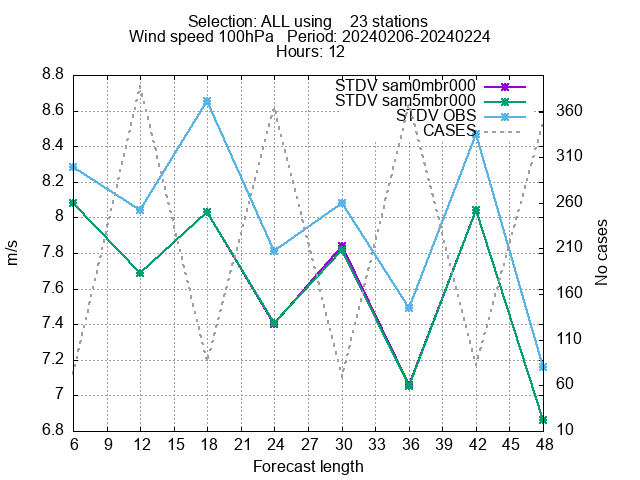 Selection: ALL using    23 stations
Wind speed 100hPa   Period: 20240206-20240224
Hours: 12
STDV sam0mbr000
STDV sam5mbr000
STDV OBS
CASES
8.8
8.6
8.4
8.2
8
7.8
7.6
7.4
7.2
7
6.8
m/s
360
310
260
210
160
110
60
10
No cases
6 9 12 15 18 21 24 27 30 33 36 39 42 45 48
Forecast length